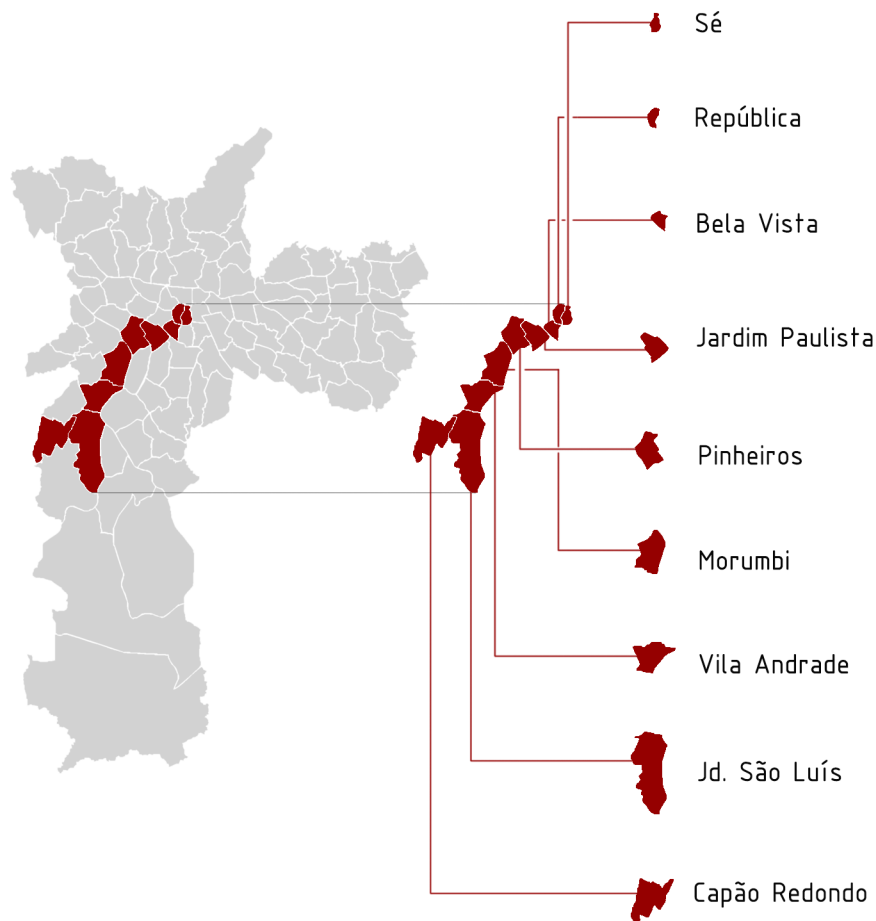 Sé
República
Bela Vista
Jardim Paulista
Pinheiros
Morumbi
Vila Andrade
Jd. São Luís
Capão Redondo